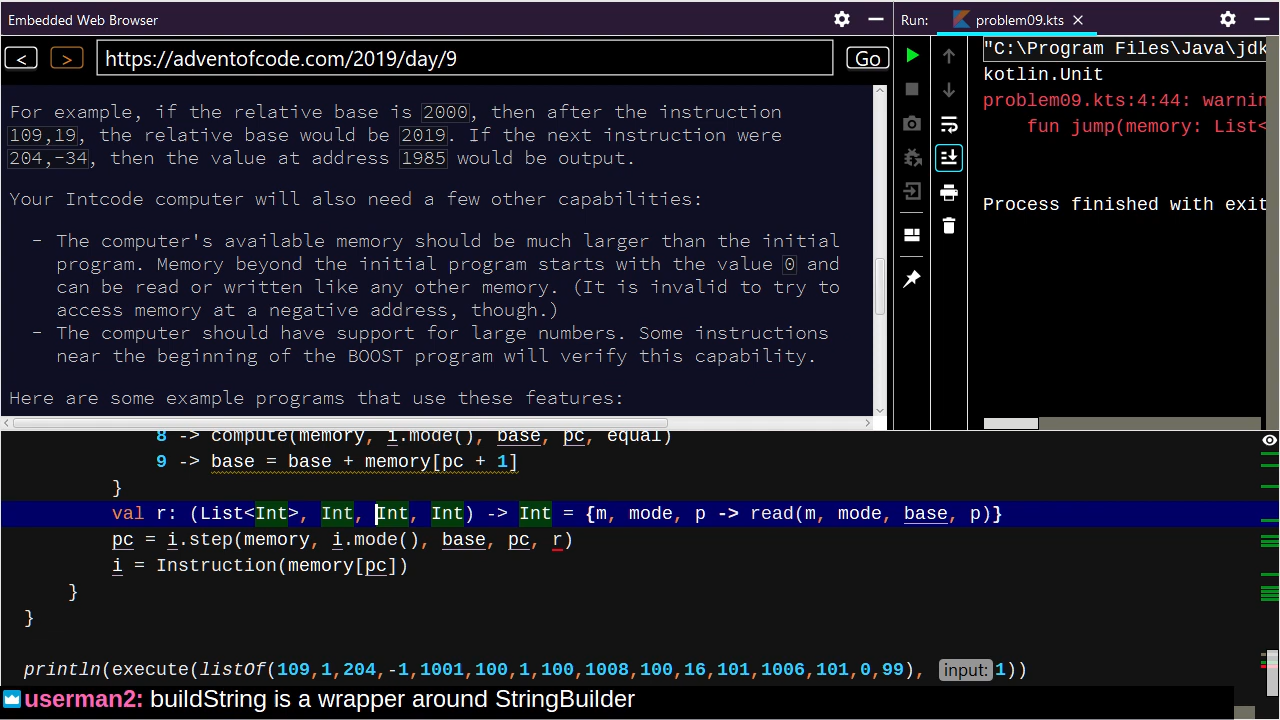 Embedded Web Browser
Run: problem09.kts
< > https://adventofcode.com/2019/day/9 Go
For example, if the relative base is 2000, then after the instruction
109,19, the relative base would be 2019. If the next instruction were
204,-34, then the value at address 1985 would be output.
Your Intcode computer will also need a few other capabilities:
- The computer's available memory should be much larger than the initial
program. Memory beyond the initial program starts with the value 0 and
can be read or written like any other memory. (It is invalid to try to
access memory at a negative address, though.)
- The computer should have support for large numbers. Some instructions
near the beginning of the BOOST program will verify this capability.
Here are some example programs that use these features:
"C:\Program Files\Java\jdk
kotlin.Unit
problem09.kts:4:44: warnin
fun jump(memory: List<
Process finished with exit
8 -> compute(memory, i.mode(), base, pc, equal)
9 -> base = base + memory[pc + 1]
}
val r: (List<Int>, Int, Int, Int) -> Int = {m, mode, p -> read(m, mode, base, p)}
pc = i.step(memory, i.mode(), base, pc, r)
i = Instruction(memory[pc])
}
}
println(execute(listOf(109,1,204,-1,1001,100,1,100,1008,100,16,101,1006,101,0,99), input: 1))
userman2: buildString is a wrapper around StringBuilder